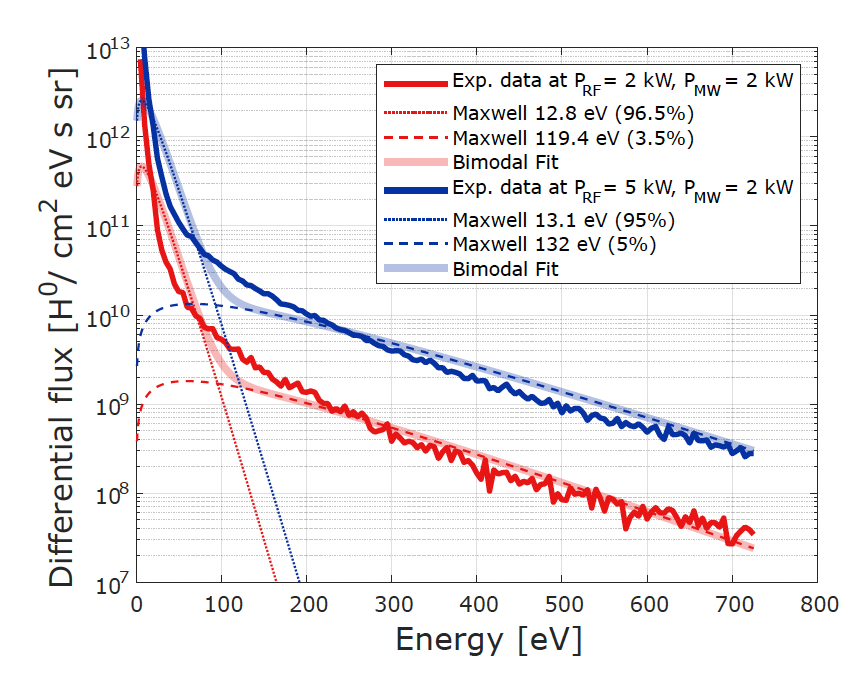 10^13
10^12
10^11
10^10
10^9
10^8
10^7
Differential flux [H^0/ cm^2 eV s sr]
Exp. data at P_RF= 2 kW, P_MW= 2 kW
Maxwell 12.8 eV (96.5%)
Maxwell 119.4 eV (3.5%)
Bimodal Fit
Exp. data at P_RF= 5 kW, P_MW= 2 kW
Maxwell 13.1 eV (95%)
Maxwell 132 eV (5%)
Bimodal Fit
0 100 200 300 400 500 600 700 800
Energy [eV]